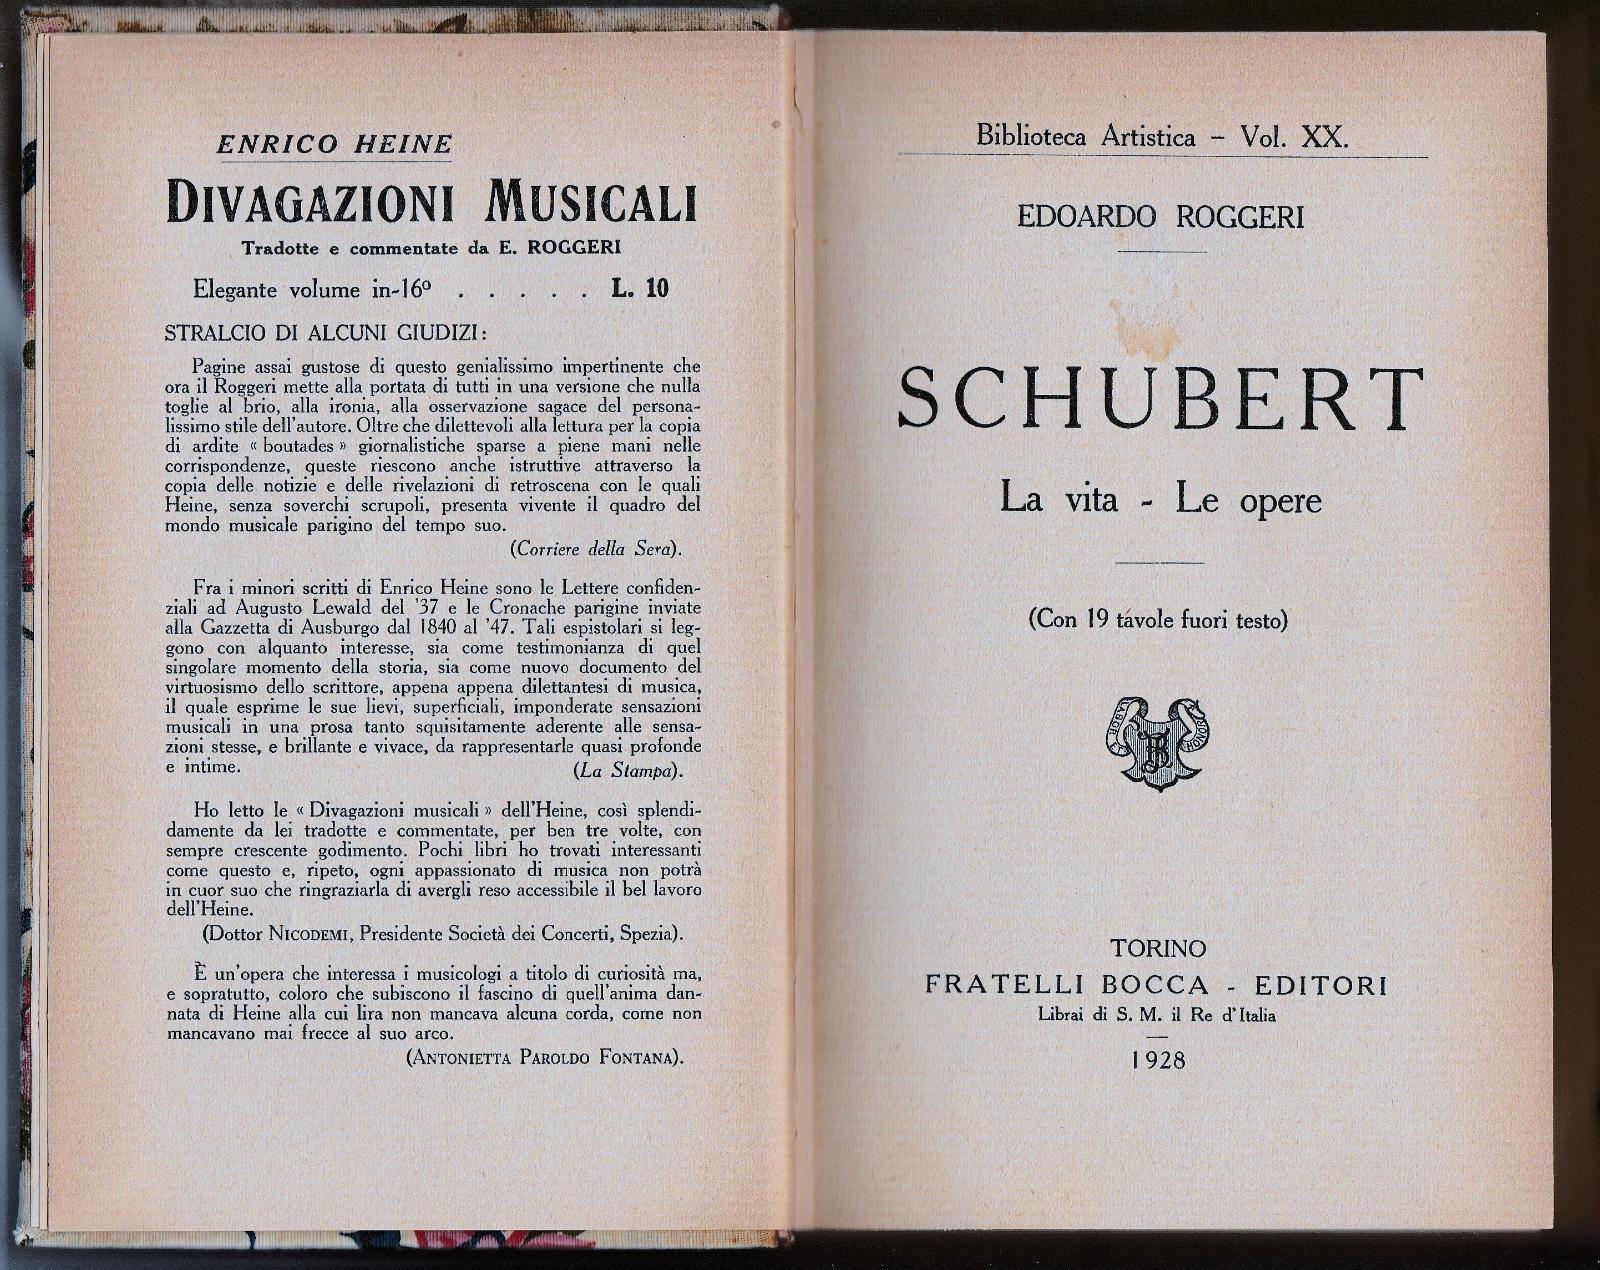 ENRICO HEINE
DIVAGAZIONI MUSICALI
Tradotte e commentate da E. ROGGERI
Elegante volume in-16º . . . . . L. 10
STRALCIO DI ALCUNI GIUDIZI:
Pagine assai gustose di questo genialissimo impertinente che
ora il Roggeri mette alla portata di tutti in una versione che nulla
toglie al brio, alla ironia, alla osservazione sagace del persona-
lissimo stile dell'autore. Oltre che dilettevoli alla lettura per la copia
di ardite « boutades » giornalistiche sparse a piene mani nelle
corrispondenze, queste riescono anche istruttive attraverso la
copia delle notizie e delle rivelazioni di retroscena con le quali
Heine, senza soverchi scrupoli, presenta vivente il quadro del
mondo musicale parigino del tempo suo.
(Corriere della Sera).
Fra i minori scritti di Enrico Heine sono le Lettere confiden-
ziali ad Augusto Lewald del '37 e le Cronache parigine inviate
alla Gazzetta di Ausburgo dal 1840 al '47. Tali espistolari si leg-
gono con alquanto interesse, sia come testimonianza di quel
singolare momento della storia, sia come nuovo documento del
virtuosismo dello scrittore, appena appena dilettantesi di musica,
il quale esprime le sue lievi, superficiali, imponderate sensazioni
musicali in una prosa tanto squisitamente aderente alle sensa-
zioni stesse, e brillante e vivace, da rappresentarle quasi profonde
e intime. (La Stampa).
Ho letto le « Divagazioni musicali » dell'Heine, così splendi-
damente da lei tradotte e commentate, per ben tre volte, con
sempre crescente godimento. Pochi libri ho trovati interessanti
come questo e, ripeto, ogni appassionato di musica non potrà
in cuor suo che ringraziarla di avergli reso accessibile il bel lavoro
dell'Heine.
(Dottor NICODEMI, Presidente Società dei Concerti, Spezia).
È un'opera che interessa i musicologi a titolo di curiosità ma,
e sopratutto, coloro che subiscono il fascino di quell'anima dan-
nata di Heine alla cui lira non mancava alcuna corda, come non
mancavano mai frecce al suo arco.
(ANTONIETTA PAROLDO FONTANA).
Biblioteca Artistica - Vol. XX.
EDOARDO ROGGERI
SCHUBERT
La vita - Le opere
(Con 19 távole fuori testo)
LABOR ET HONOR
TORINO
FRATELLI BOCCA - EDITORI
Librai di S. M. il Re d'Italia
1928